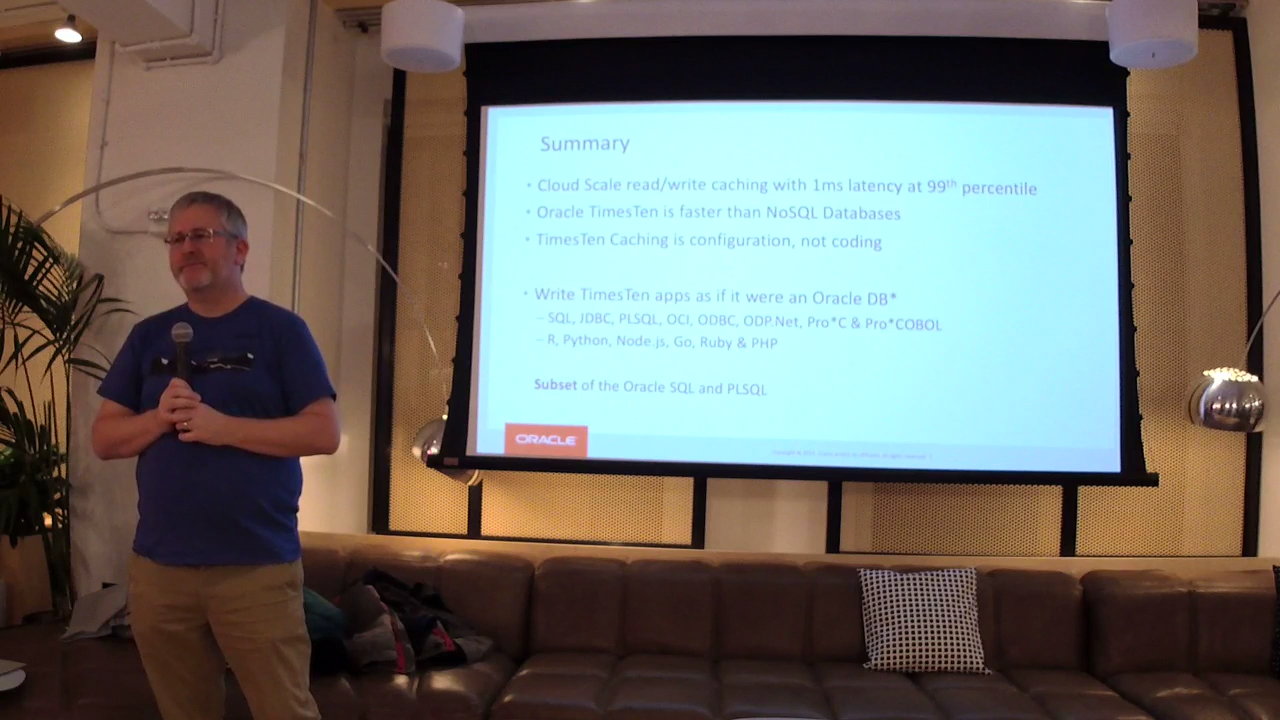 Summary
• Cloud Scale read/write caching with 1ms latency at 99th percentile
• Oracle TimesTen is faster than NoSQL Databases
• TimesTen Caching is configuration, not coding
• Write TimesTen apps as if it were an Oracle DB*
– SQL, JDBC, PLSQL, OCI, ODBC, ODP.Net, Pro*C & Pro*COBOL
– R, Python, Node.js, Go, Ruby & PHP
Subset of the Oracle SQL and PLSQL
ORACLE